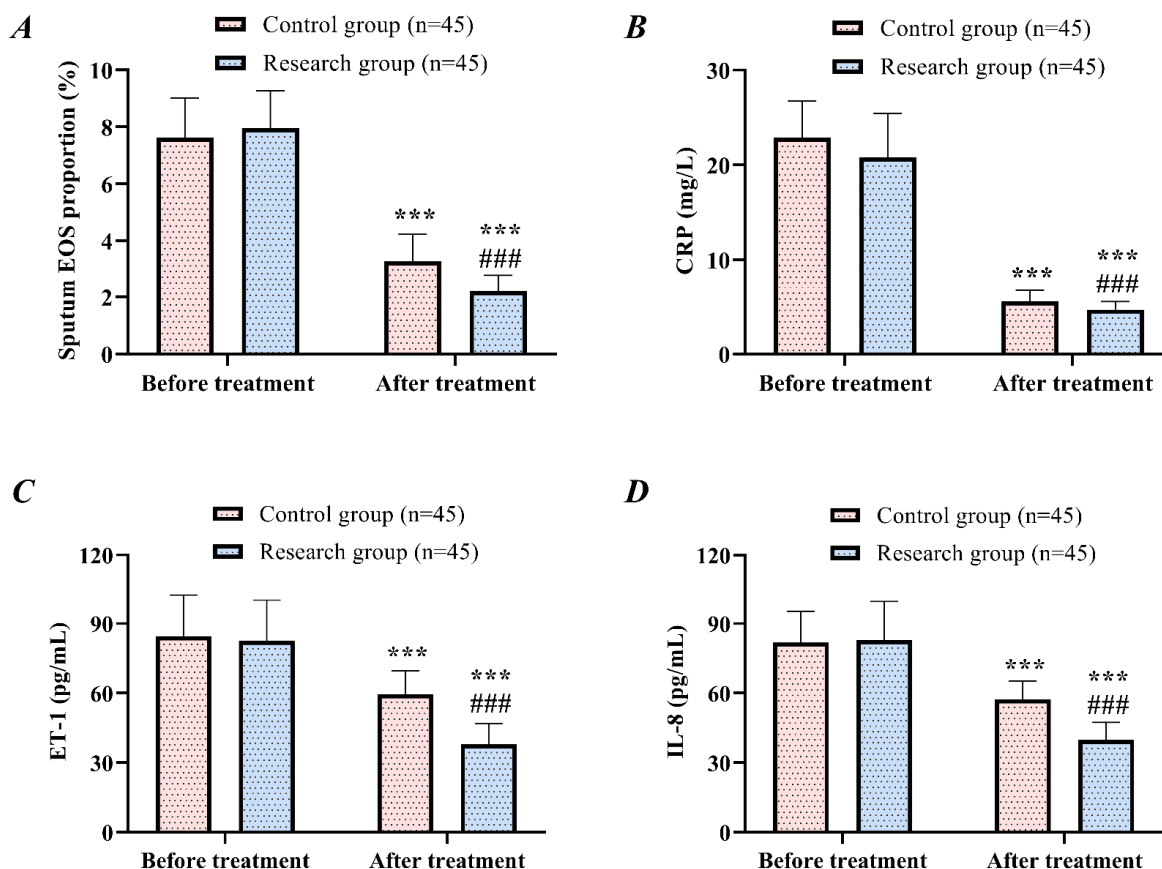 A
Control group (n=45)
Research group (n=45)
Sputum EOS proportion (%)
10
8
6
4
2
0
***
***
###
Before treatment
After treatment
B
Control group (n=45)
Research group (n=45)
CRP (mg/L)
30
20
10
0
***
***
###
Before treatment
After treatment
C
Control group (n=45)
Research group (n=45)
ET-1 (pg/mL)
120
90
60
30
0
***
***
###
Before treatment
After treatment
D
Control group (n=45)
Research group (n=45)
IL-8 (pg/mL)
120
90
60
30
0
***
***
###
Before treatment
After treatment